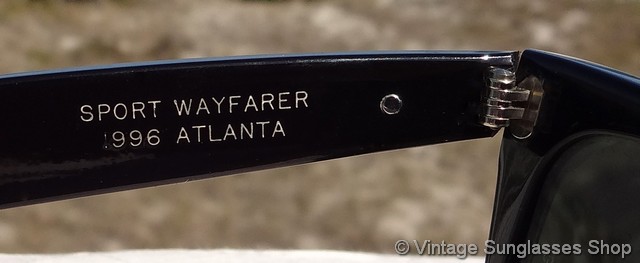 SPORT WAYFARER
1996 ATLANTA
© Vintage Sunglasses Shop